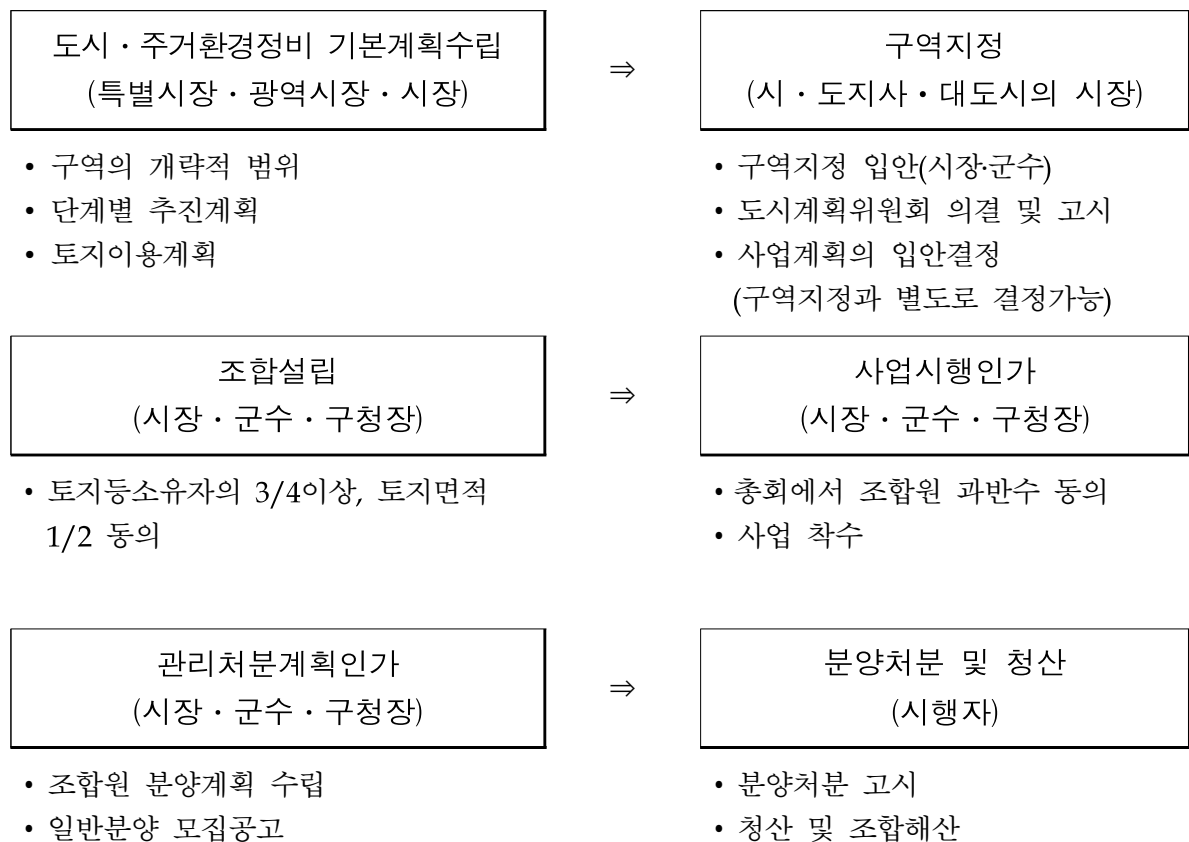 도시・주거환경정비 기본계획수립
(특별시장・광역시장・시장)
⇒
구역지정
(시・도지사・대도시의 시장)
• 구역의 개략적 범위
• 단계별 추진계획
• 토지이용계획
• 구역지정 입안(시장·군수)
• 도시계획위원회 의결 및 고시
• 사업계획의 입안결정
(구역지정과 별도로 결정가능)
조합설립
(시장・군수・구청장)
⇒
사업시행인가
(시장・군수・구청장)
• 토지등소유자의 3/4이상, 토지면적
1/2 동의
• 총회에서 조합원 과반수 동의
• 사업 착수
관리처분계획인가
(시장・군수・구청장)
⇒
분양처분 및 청산
(시행자)
• 조합원 분양계획 수립
• 일반분양 모집공고
• 분양처분 고시
• 청산 및 조합해산